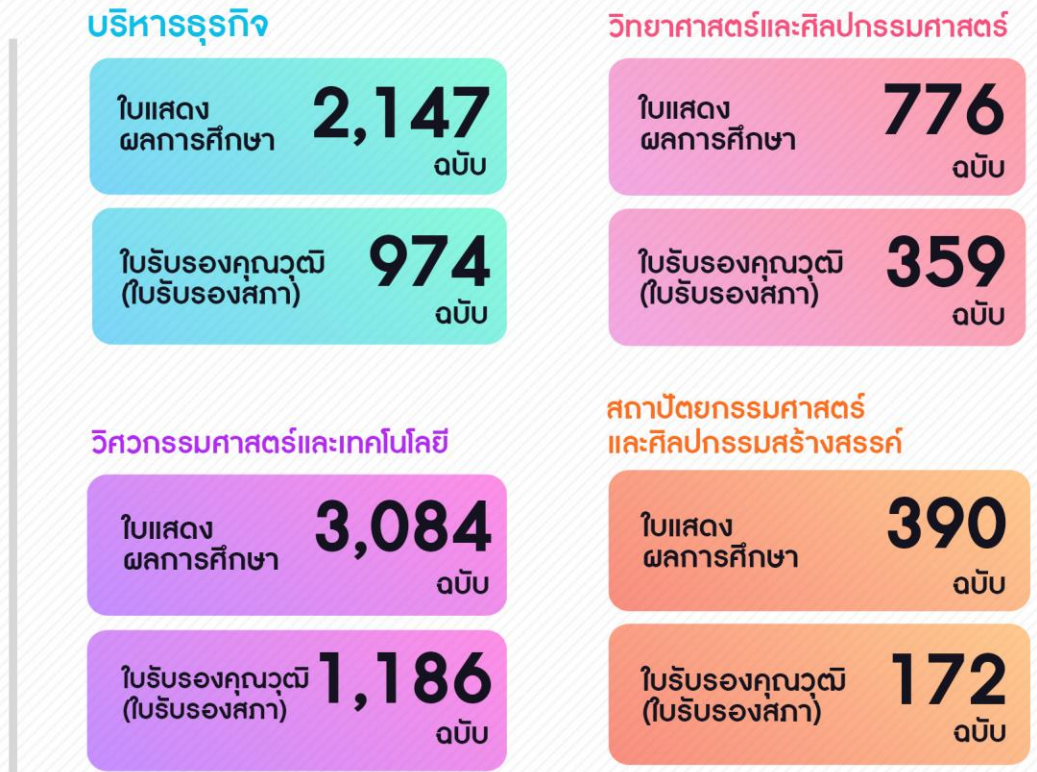 บริหารธุรกิจ
ใบแสดง
ผลการศึกษา
2,147
ฉบับ
ใบรับรองคุณวุฒิ
(ใบรับรองสภา)
974
ฉบับ
วิทยาศาสตร์และศิลปกรรมศาสตร์
ใบแสดง
ผลการศึกษา
776
ฉบับ
ใบรับรองคุณวุฒิ
(ใบรับรองสภา)
359
ฉบับ
วิศวกรรมศาสตร์และเทคโนโลยี
ใบแสดง
ผลการศึกษา
3,084
ฉบับ
ใบรับรองคุณวุฒิ
(ใบรับรองสภา)
1,186
ฉบับ
สถาปัตยกรรมศาสตร์
และศิลปกรรมสร้างสรรค์
ใบแสดง
ผลการศึกษา
390
ฉบับ
ใบรับรองคุณวุฒิ
(ใบรับรองสภา)
172
ฉบับ